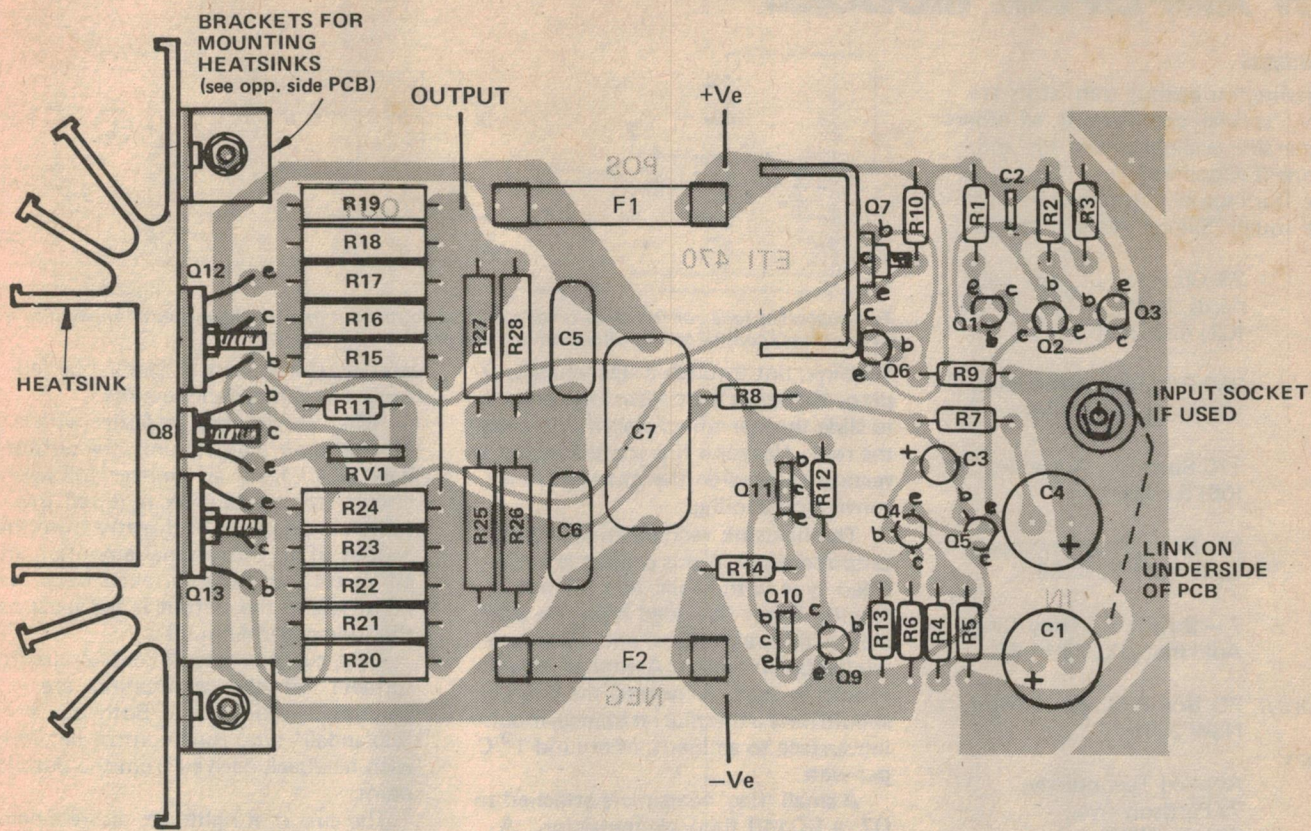 BRACKETS FOR
MOUNTING
HEATSINKS
(see opp. side PCB)
OUTPUT
+Ve
POS
F1
OUT
ETI 470
R19
R18
R17
R16
R15
R11
RV1
R24
R23
R22
R21
R20
Q12
e
c
b
Q8
b
c
e
Q13
e
c
b
HEATSINK
R27
R28
R25
R26
C5
C6
C7
R8
R14
Q7
b
c
e
R10
R1
C2
R2
R3
Q6
c
b
e
Q1
e
c
b
Q2
b
c
e
Q3
b
e
c
R9
R7
INPUT SOCKET
IF USED
+
C3
C4
+
Q11
b
c
e
R12
Q4
e
b
c
Q5
b
e
c
LINK ON
UNDERSIDE
OF PCB
IN
Q10
b
c
e
Q9
c
b
e
R13
R6
R4
R5
C1
+
F2
NEG
−Ve